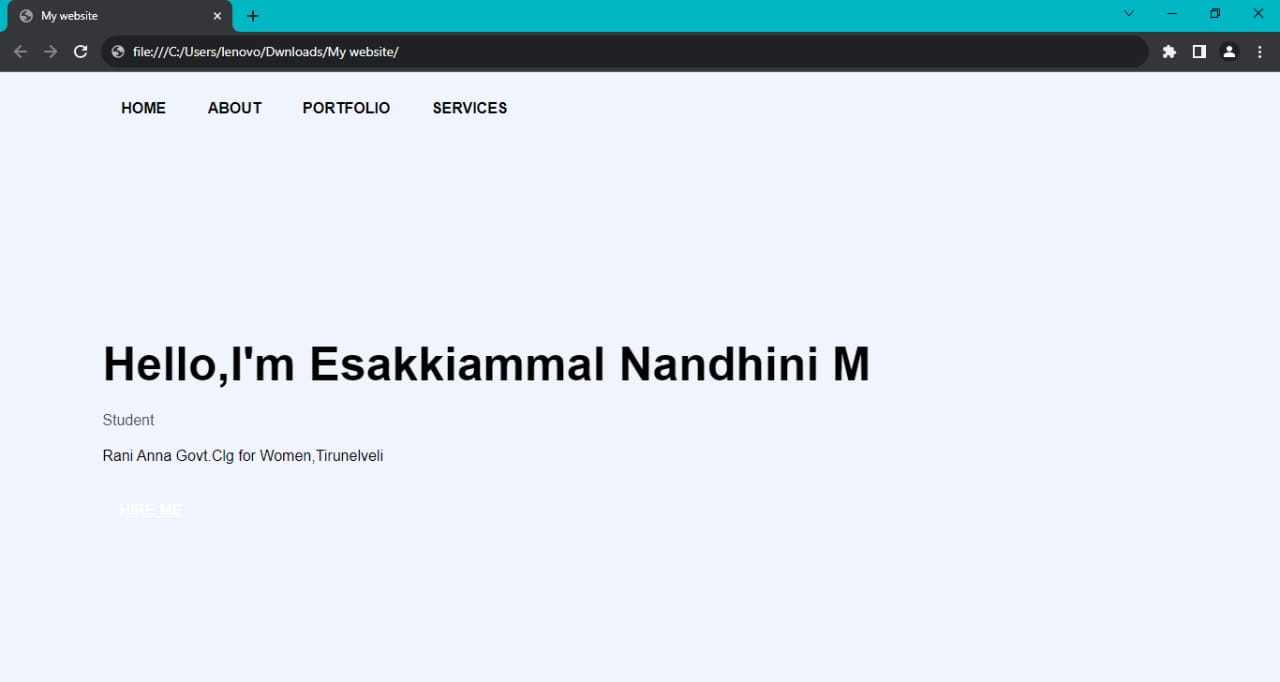 My website
file:///C:/Users/lenovo/Dwnloads/My website/
HOME ABOUT PORTFOLIO SERVICES
Hello,I'm Esakkiammal Nandhini M
Student
Rani Anna Govt.Clg for Women,Tirunelveli
HIRE ME